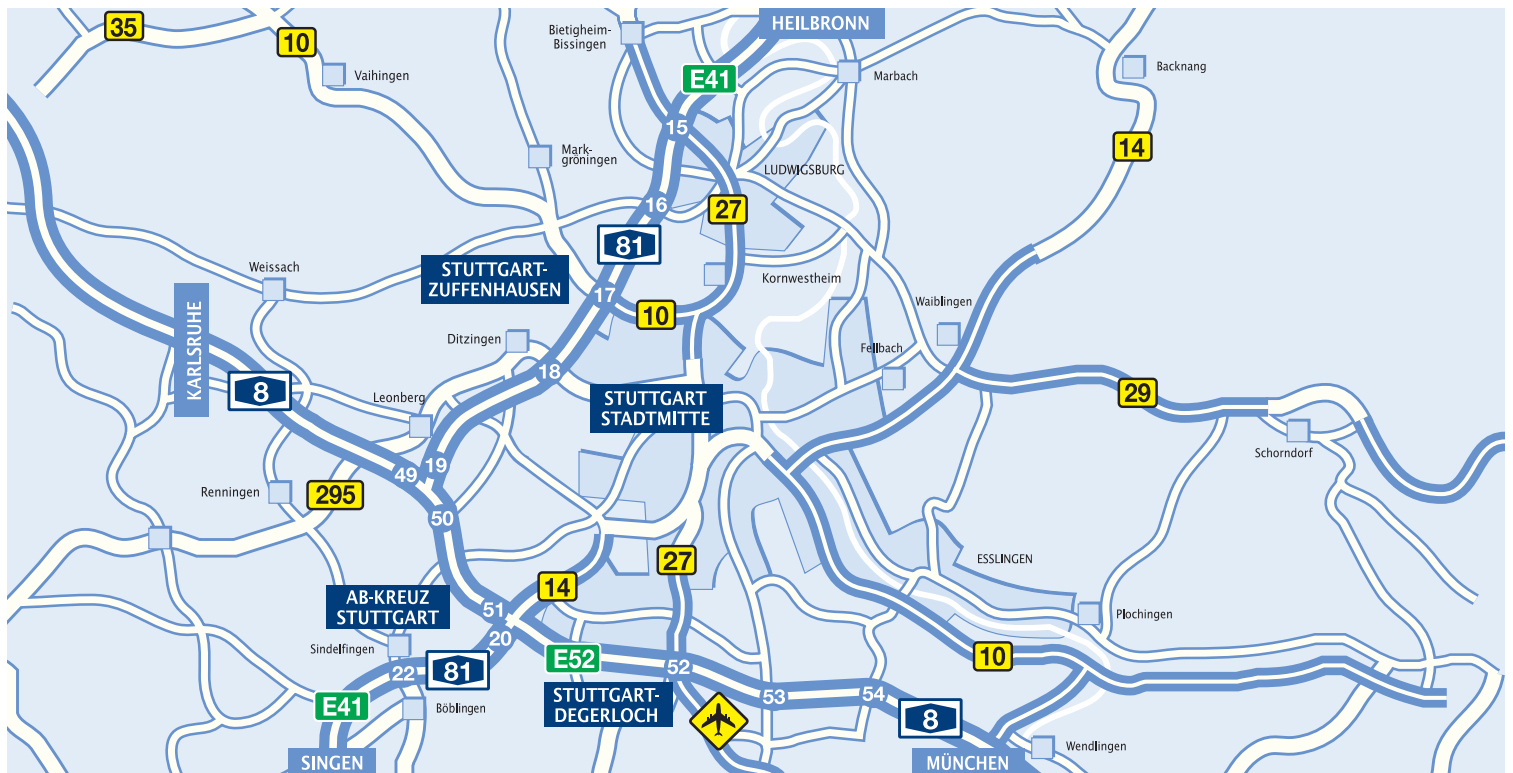 35
10
Vaihingen
Bietigheim-
Bissingen
HEILBRONN
E41
Marbach
Backnang
15
14
Mark-
gröningen
LUDWIGSBURG
16
27
81
Weissach
STUTTGART-
ZUFFENHAUSEN
17
Kornwestheim
10
Waiblingen
KARLSRUHE
Ditzingen
Fellbach
18
8
Leonberg
STUTTGART
STADTMITTE
29
Schorndorf
49
19
Renningen
295
50
27
ESSLINGEN
14
AB-KREUZ
STUTTGART
51
20
Plochingen
Sindelfingen
22
81
E52
52
10
E41
Böblingen
STUTTGART-
DEGERLOCH
53
54
8
Wendlingen
SINGEN
MÜNCHEN